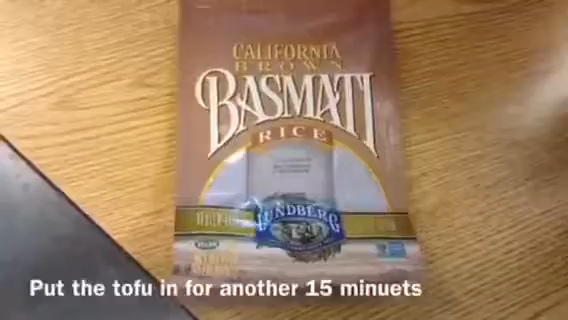 CALIFORNIA
BROWN
BASMATI
RICE
LUNDBERG
Put the tofu in for another 15 minuets